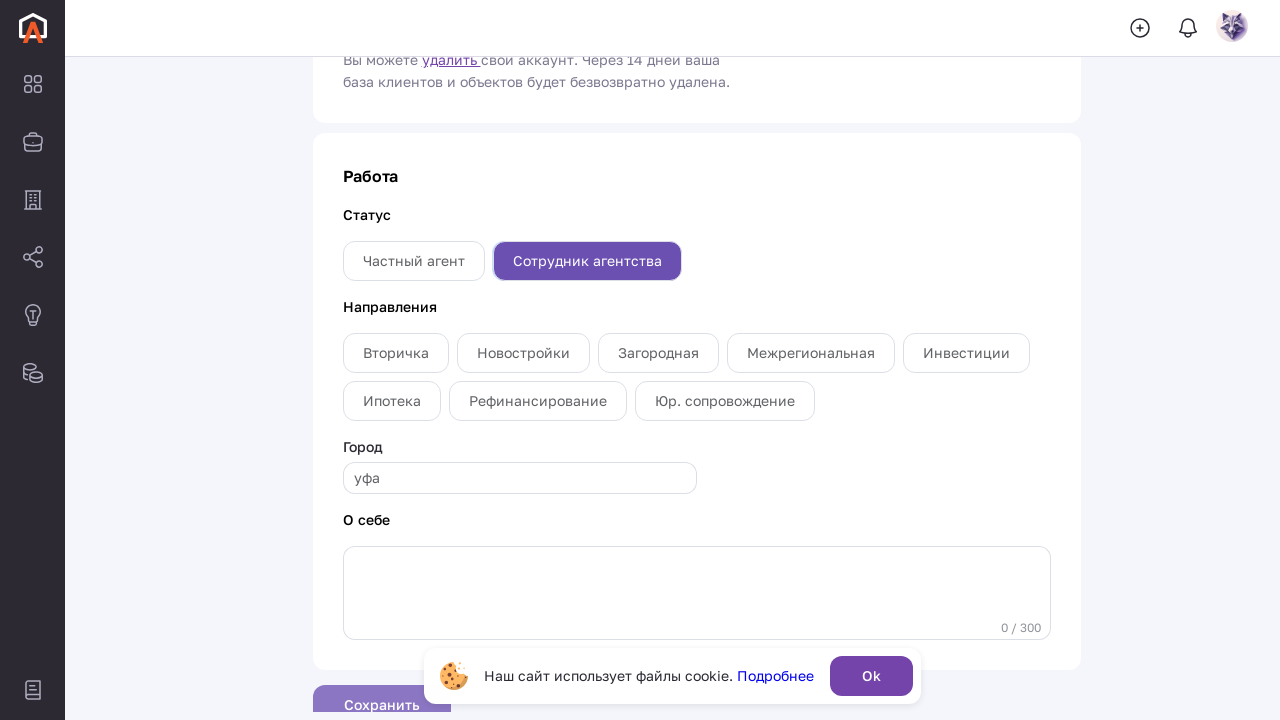 Вы можете удалить свой аккаунт. Через 14 дней ваша
база клиентов и объектов будет безвозвратно удалена.
Работа
Статус
Частный агент
Сотрудник агентства
Направления
Вторичка
Новостройки
Загородная
Межрегиональная
Инвестиции
Ипотека
Рефинансирование
Юр. сопровождение
Город
уфа
О себе
0 / 300
Наш сайт использует файлы cookie. Подробнее
Ok
Сохранить